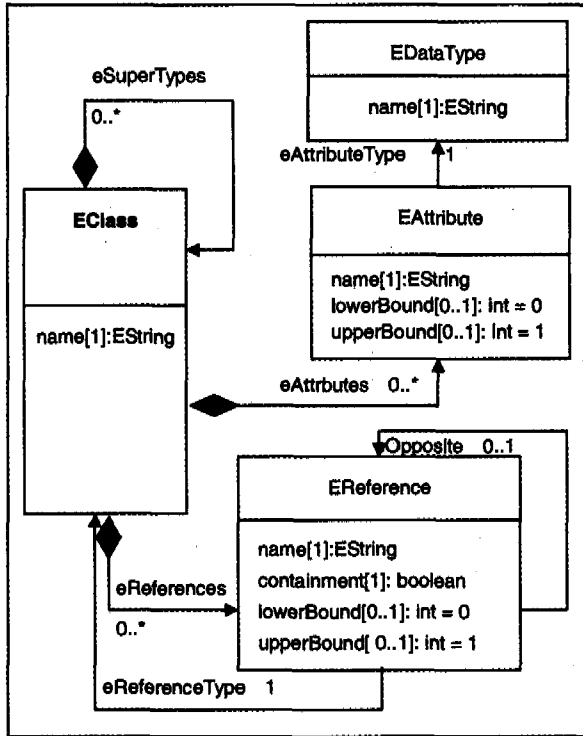 EDataType
name[1]:EString
eSuperTypes
0..*
eAttributeType 1
EClass
name[1]:EString
EAttribute
name[1]:EString
lowerBound[0..1]: int = 0
upperBound[0..1]: int = 1
eAttrbutes 0..*
Opposite 0..1
EReference
name[1]:EString
containment[1]: boolean
lowerBound[0..1]: int = 0
upperBound[ 0..1]: int = 1
eReferences
0..*
eReferenceType 1